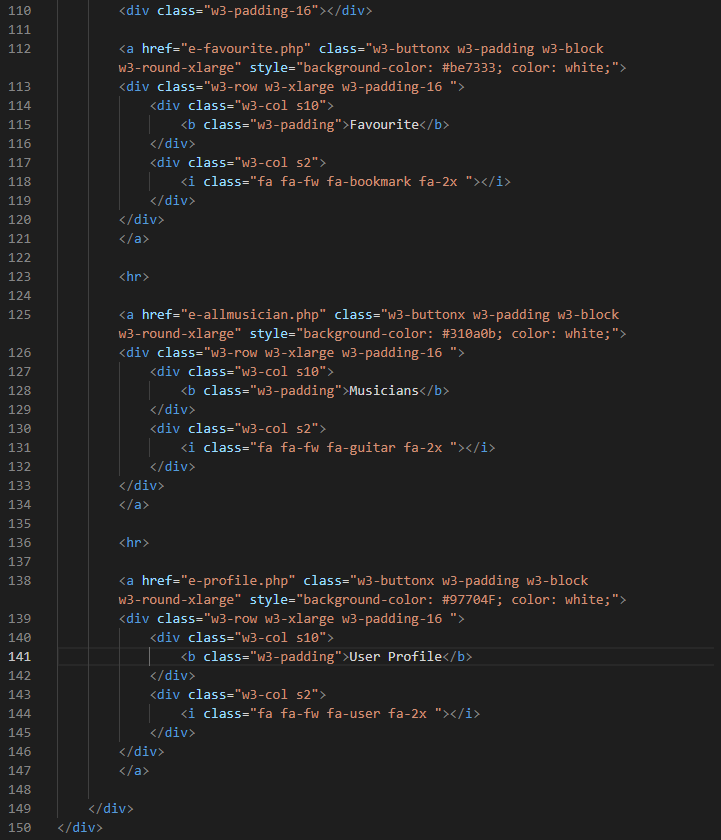 110 <div class="w3-padding-16"></div>
111
112 <a href="e-favourite.php" class="w3-buttonx w3-padding w3-block
w3-round-xlarge" style="background-color: #be7333; color: white;">
113 <div class="w3-row w3-xlarge w3-padding-16 ">
114 <div class="w3-col s10">
115 <b class="w3-padding">Favourite</b>
116 </div>
117 <div class="w3-col s2">
118 <i class="fa fa-fw fa-bookmark fa-2x "></i>
119 </div>
120 </div>
121 </a>
122
123 <hr>
124
125 <a href="e-allmusician.php" class="w3-buttonx w3-padding w3-block
w3-round-xlarge" style="background-color: #310a0b; color: white;">
126 <div class="w3-row w3-xlarge w3-padding-16 ">
127 <div class="w3-col s10">
128 <b class="w3-padding">Musicians</b>
129 </div>
130 <div class="w3-col s2">
131 <i class="fa fa-fw fa-guitar fa-2x "></i>
132 </div>
133 </div>
134 </a>
135
136 <hr>
137
138 <a href="e-profile.php" class="w3-buttonx w3-padding w3-block
w3-round-xlarge" style="background-color: #97704F; color: white;">
139 <div class="w3-row w3-xlarge w3-padding-16 ">
140 <div class="w3-col s10">
141 <b class="w3-padding">User Profile</b>
142 </div>
143 <div class="w3-col s2">
144 <i class="fa fa-fw fa-user fa-2x "></i>
145 </div>
146 </div>
147 </a>
148
149 </div>
150 </div>